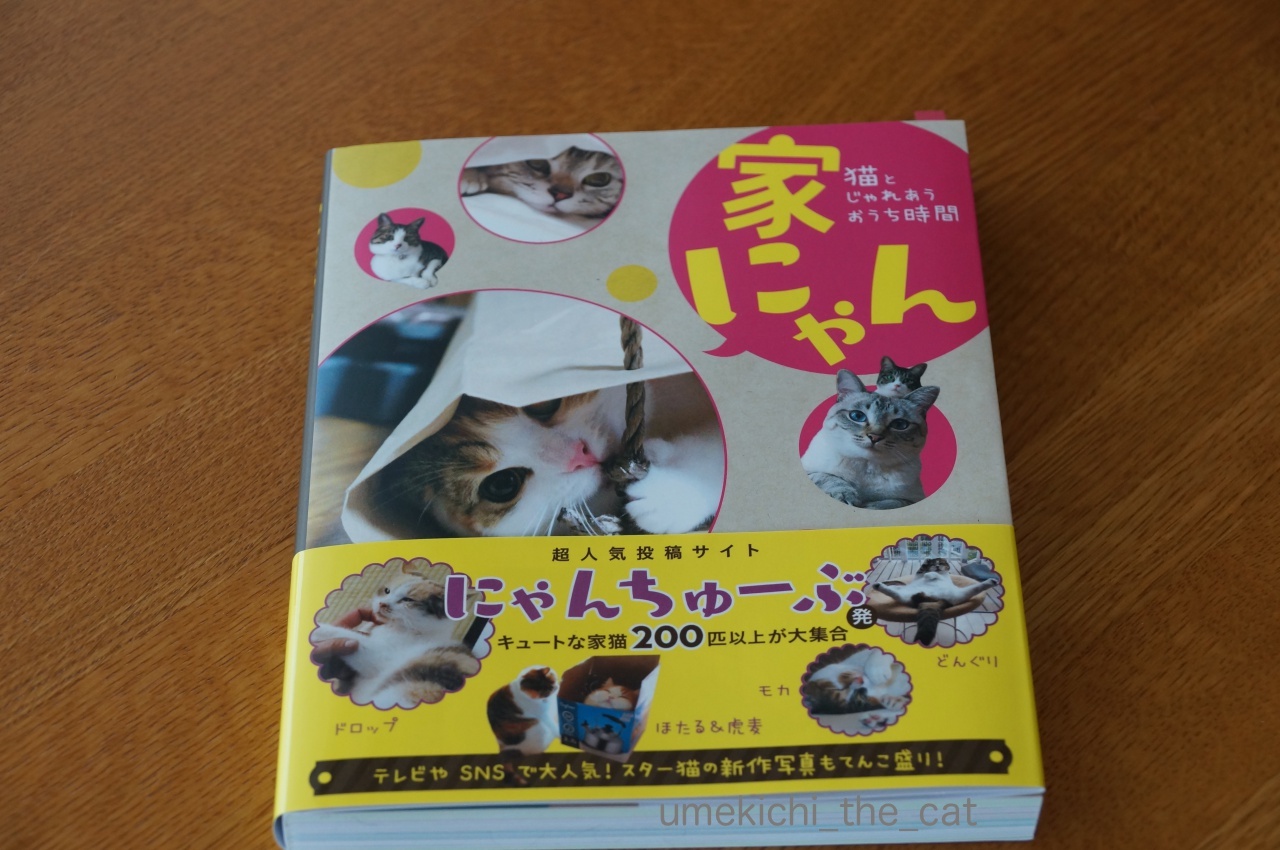 家
にゃん
猫と
じゃれあう
おうち時間
超人気投稿サイト
にゃんちゅーぶ発
キュートな家猫200匹以上が大集合
どんぐり
モカ
ドロップ
ほたる&虎麦
テレビや SNS で大人気!スター猫の新作写真もてんこ盛り!
umekichi_the_cat